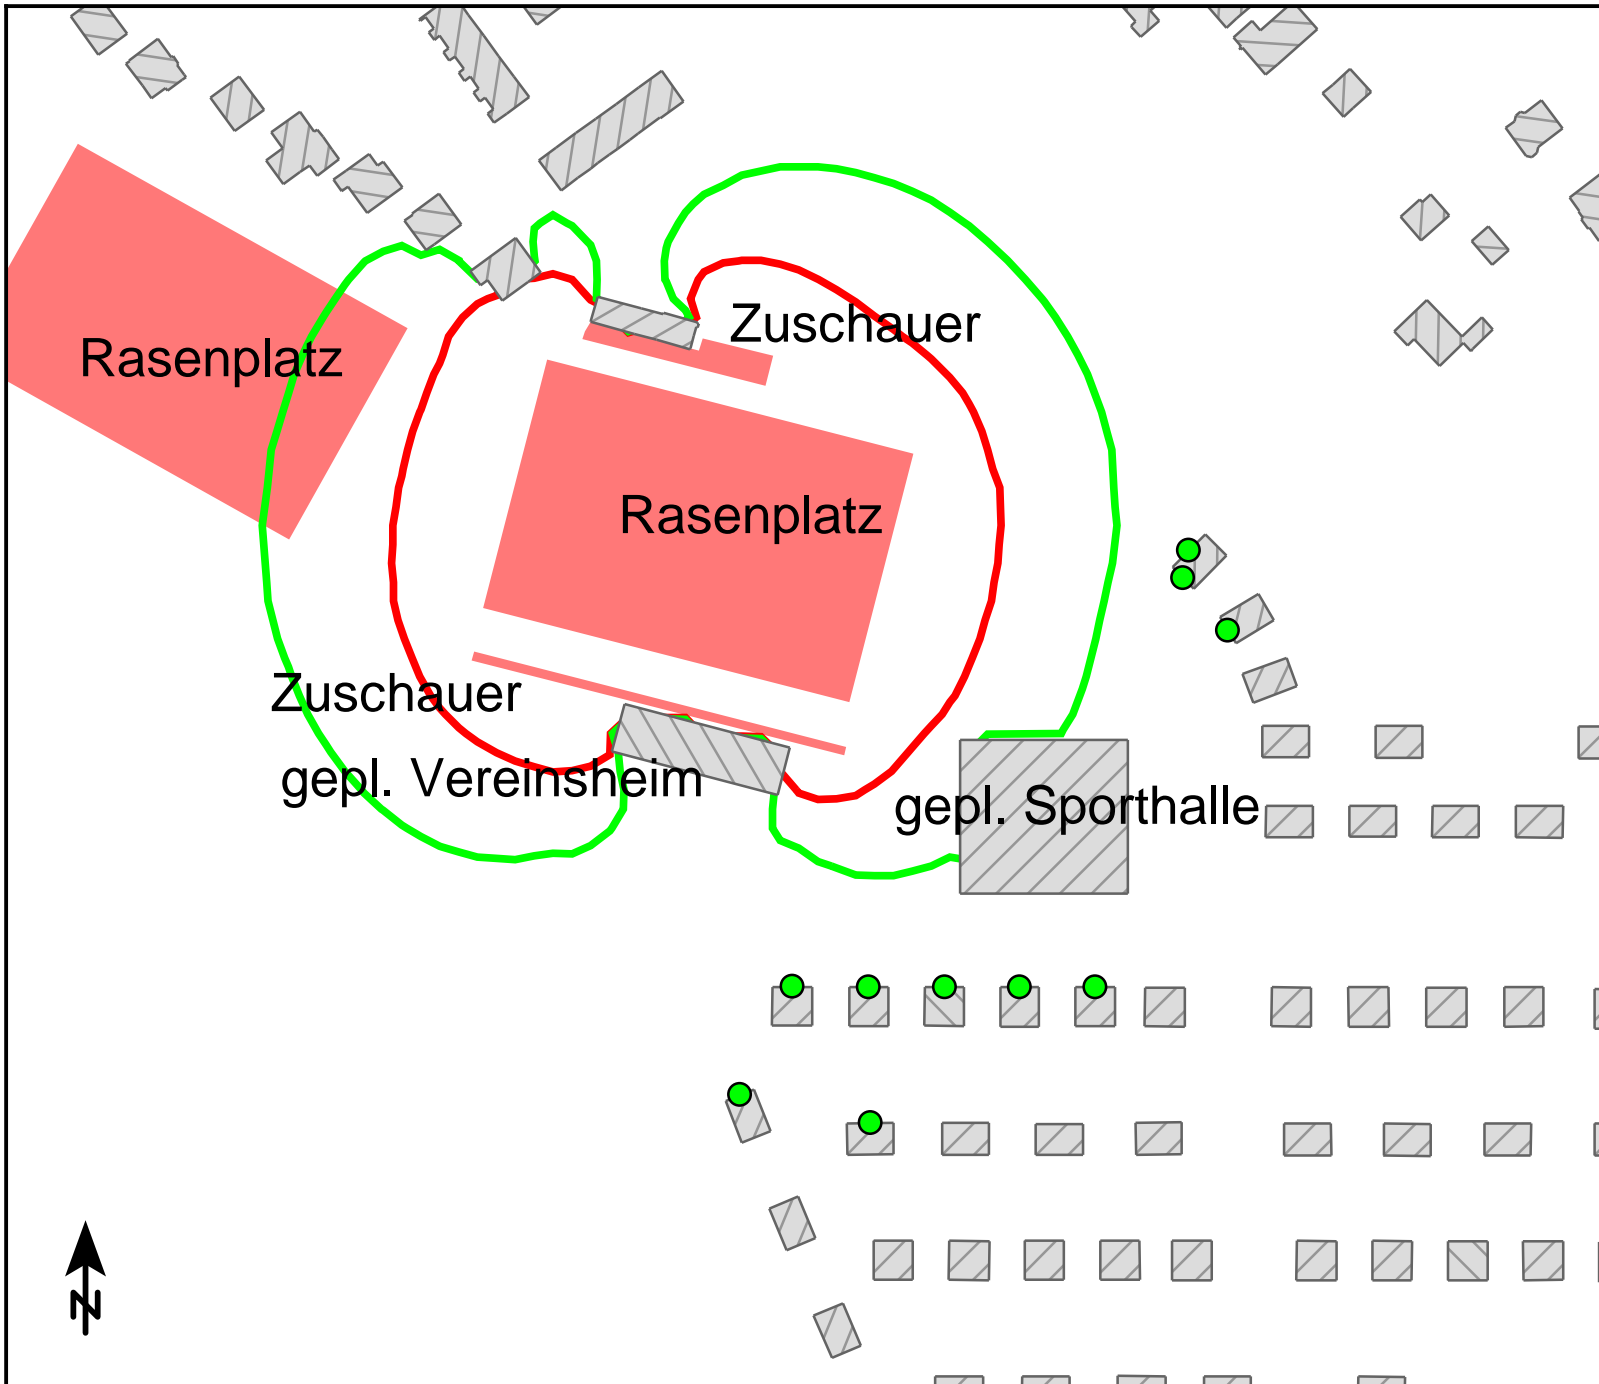 Zuschauer
Rasenplatz
Rasenplatz
Zuschauer
gepl. Vereinsheim
gepl. Sporthalle
N